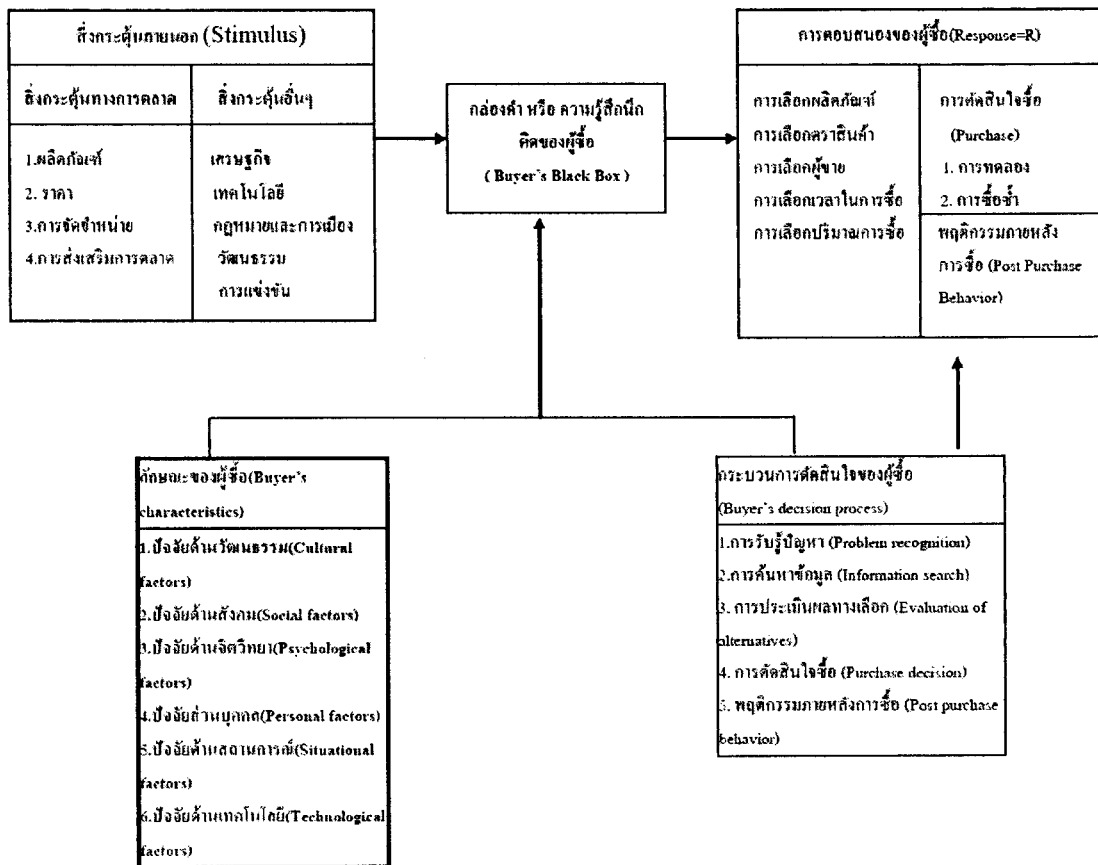 สิ่งกระตุ้นภายนอก (Stimulus)
สิ่งกระตุ้นทางการตลาด
1.ผลิตภัณฑ์
2. ราคา
3.การจัดจำหน่าย
4.การส่งเสริมการตลาด
สิ่งกระตุ้นอื่นๆ
เศรษฐกิจ
เทคโนโลยี
กฎหมายและการเมือง
วัฒนธรรม
การแข่งขัน
กล่องดำ หรือ ความรู้สึกนึก
คิดของผู้ซื้อ
( Buyer's Black Box )
การตอบสนองของผู้ซื้อ(Response=R)
การเลือกผลิตภัณฑ์
การเลือกตราสินค้า
การเลือกผู้ขาย
การเลือกเวลาในการซื้อ
การเลือกปริมาณการซื้อ
การตัดสินใจซื้อ
(Purchase)
1. การทดลอง
2. การซื้อซ้ำ
พฤติกรรมภายหลัง
การซื้อ (Post Purchase
Behavior)
ลักษณะของผู้ซื้อ(Buyer's
characteristics)
1.ปัจจัยด้านวัฒนธรรม(Cultural
factors)
2.ปัจจัยด้านสังคม(Social factors)
3.ปัจจัยด้านจิตวิทยา(Psychological
factors)
4.ปัจจัยส่วนบุคคล(Personal factors)
5.ปัจจัยด้านสถานการณ์(Situational
factors)
6.ปัจจัยด้านเทคโนโลยี(Technological
factors)
กระบวนการตัดสินใจของผู้ซื้อ
(Buyer's decision process)
1.การรับรู้ปัญหา (Problem recognition)
2.การค้นหาข้อมูล (Information search)
3. การประเมินผลทางเลือก (Evaluation of
alternatives)
4. การตัดสินใจซื้อ (Purchase decision)
5. พฤติกรรมภายหลังการซื้อ (Post purchase
behavior)